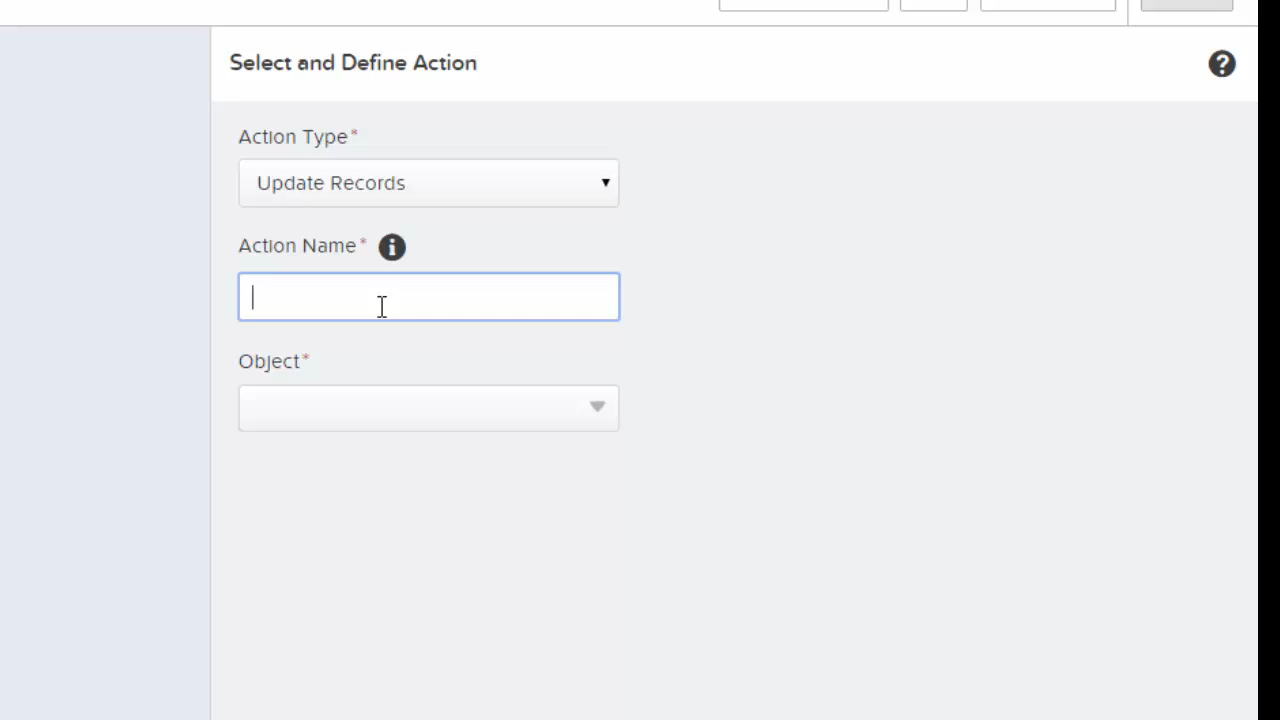 Select and Define Action
Action Type*
Update Records
Action Name*
Object*